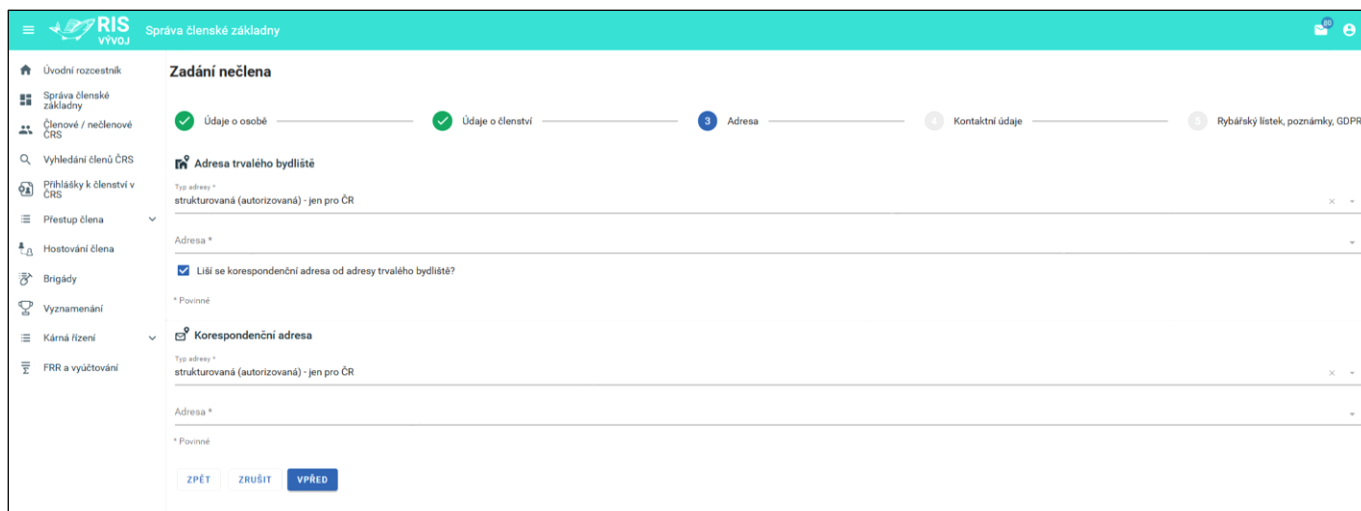 RIS
VÝVOJ
Správa členské základny
80
Úvodní rozcestník
Správa členské
základny
Členové / nečlenové
ČRS
Vyhledání členů ČRS
Přihlášky k členství v
ČRS
Přestup člena
Hostování člena
Brigády
Vyznamenání
Kárná řízení
FRR a vyúčtování
Zadání nečlena
Údaje o osobě
Údaje o členství
3 Adresa
4 Kontaktní údaje
5 Rybářský lístek, poznámky, GDPR
Adresa trvalého bydliště
Typ adresy *
strukturovaná (autorizovaná) - jen pro ČR
Adresa *
Liší se korespondenční adresa od adresy trvalého bydliště?
* Povinné
Korespondenční adresa
Typ adresy *
strukturovaná (autorizovaná) - jen pro ČR
Adresa *
* Povinné
ZPĚT ZRUŠIT VPŘED